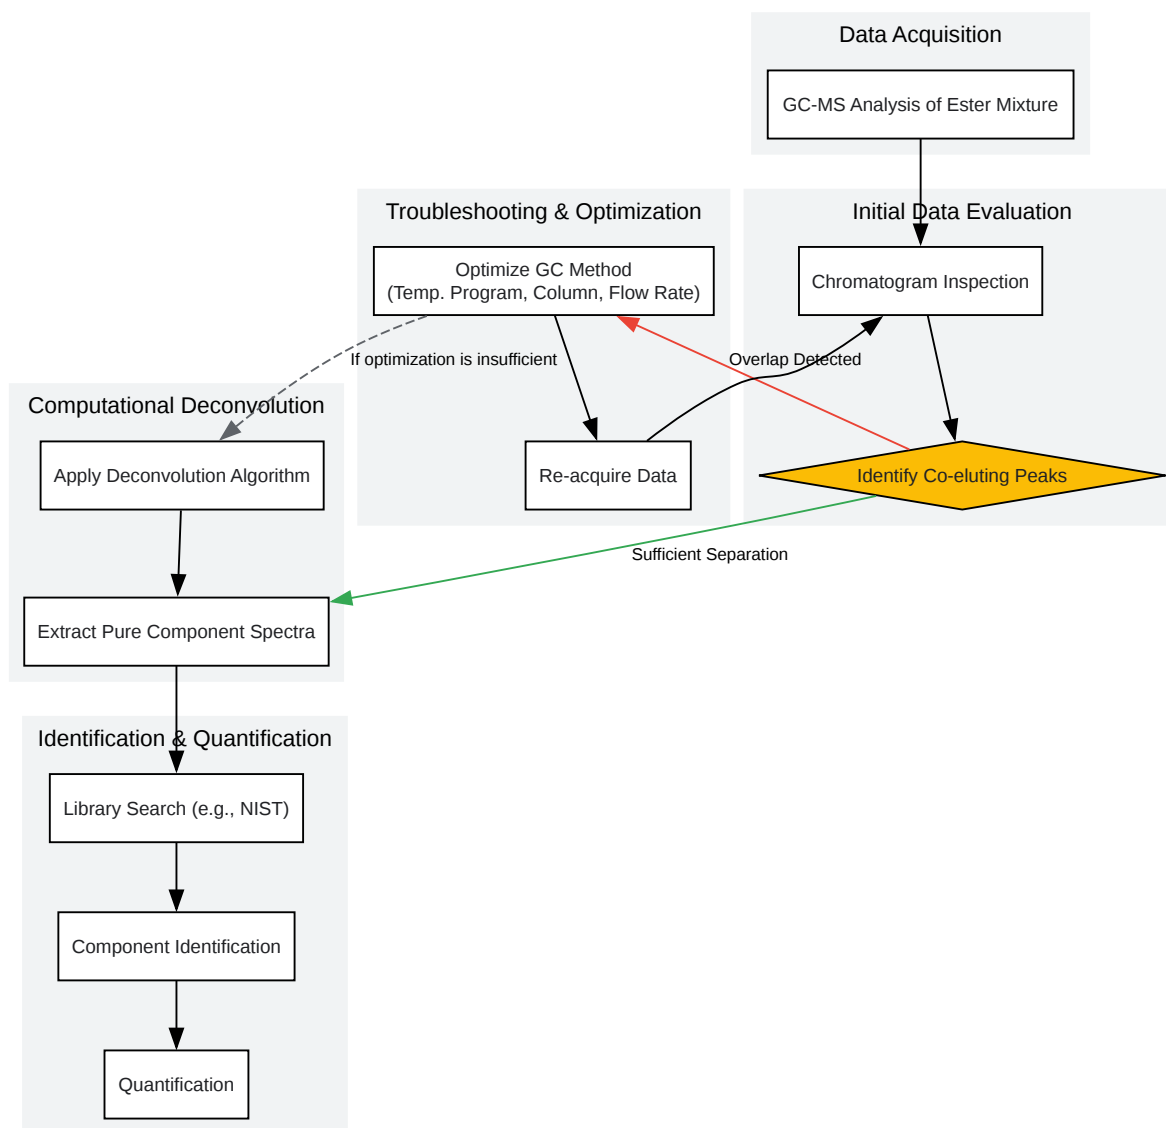 Data Acquisition
GC-MS Analysis of Ester Mixture
Troubleshooting & Optimization
Initial Data Evaluation
Optimize GC Method
(Temp. Program, Column, Flow Rate)
Chromatogram Inspection
If optimization is insufficient
Overlap Detected
Computational Deconvolution
Apply Deconvolution Algorithm
Re-acquire Data
Identify Co-eluting Peaks
Sufficient Separation
Extract Pure Component Spectra
Identification & Quantification
Library Search (e.g., NIST)
Component Identification
Quantification